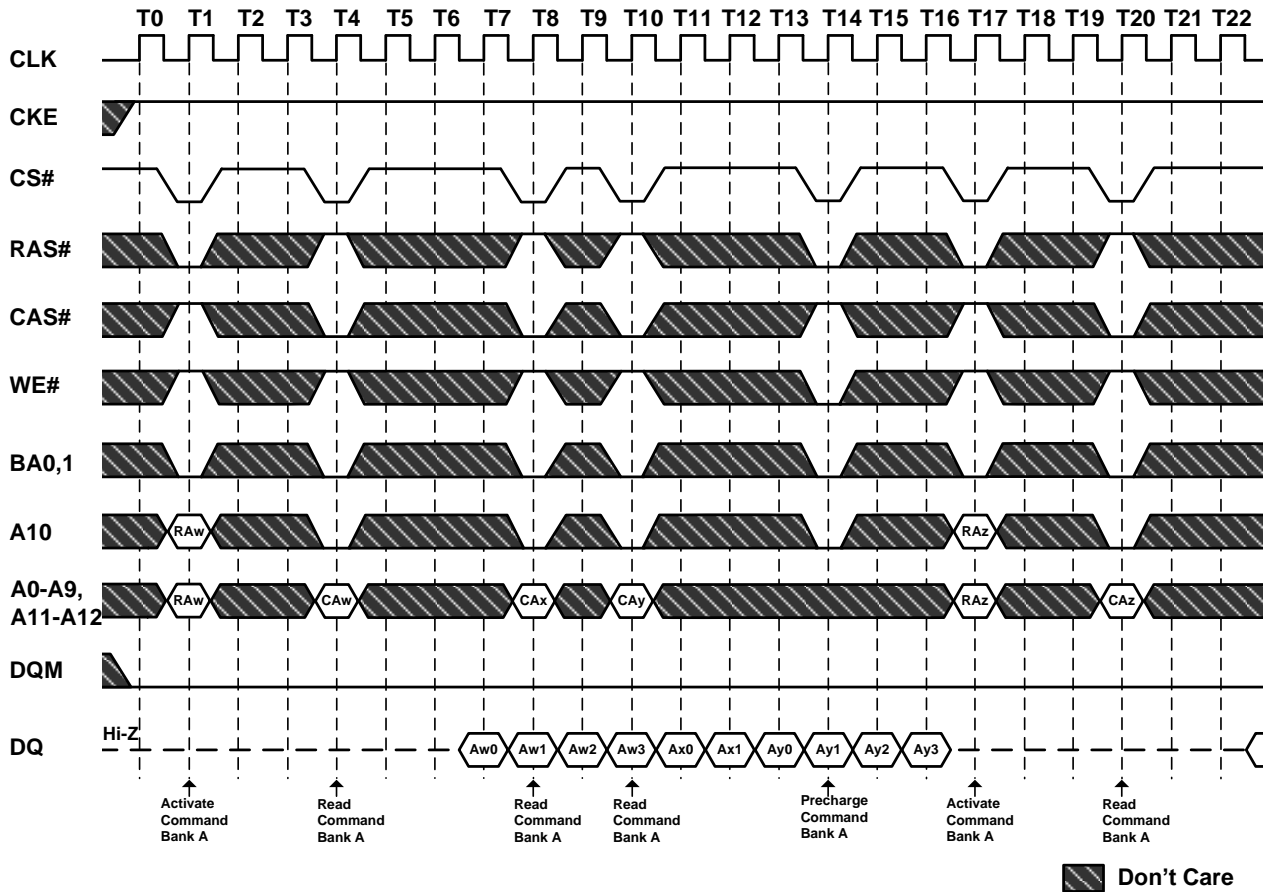 T0 T1 T2 T3 T4 T5 T6 T7 T8 T9 T10 T11 T12 T13 T14 T15 T16 T17 T18 T19 T20 T21 T22
CLK
CKE
CS#
RAS#
CAS#
WE#
BA0,1
A10 RAw RAz
A0-A9,
A11-A12 RAw CAw CAx CAy RAz CAz
DQM
Hi-Z
DQ Aw0 Aw1 Aw2 Aw3 Ax0 Ax1 Ay0 Ay1 Ay2 Ay3
Activate
Command
Bank A
Read
Command
Bank A
Read
Command
Bank A
Read
Command
Bank A
Precharge
Command
Bank A
Activate
Command
Bank A
Read
Command
Bank A
Don't Care